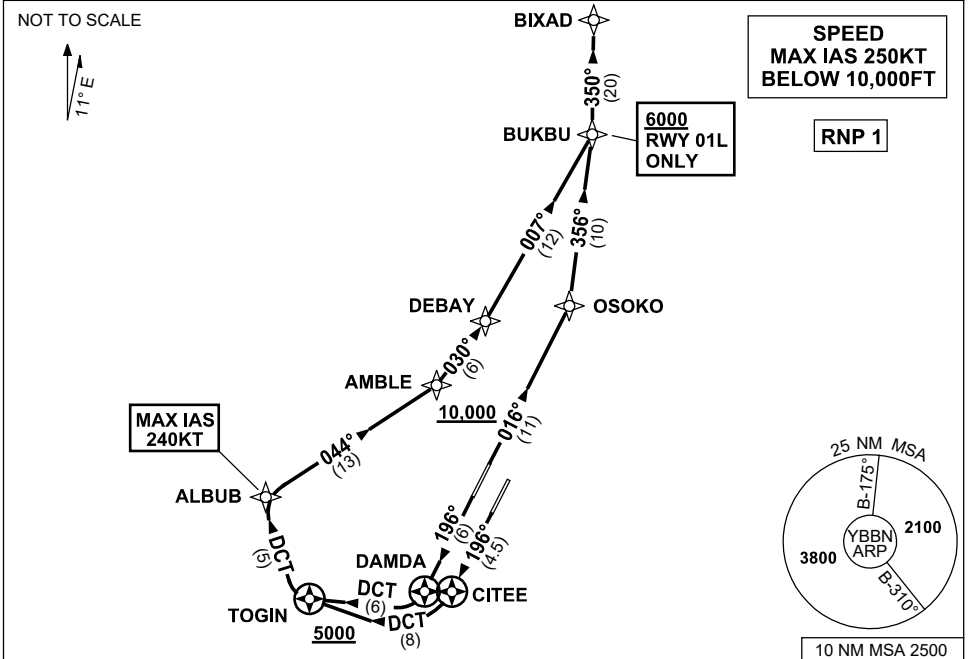 NOT TO SCALE
11° E
BIXAD
SPEED
MAX IAS 250KT
BELOW 10,000FT
350°
(20)
BUKBU
6000
RWY 01L
ONLY
RNP 1
007°
(12)
356°
(10)
DEBAY
OSOKO
030°
(6)
AMBLE
10,000
016°
(11)
MAX IAS
240KT
044°
(13)
ALBUB
196°
(6)
196°
(4.5)
DCT
(5)
DAMDA
DCT
(6)
CITEE
TOGIN
DCT
(8)
5000
25 NM MSA
B-175°
YBBN
ARP
2100
3800
B-310°
10 NM MSA 2500